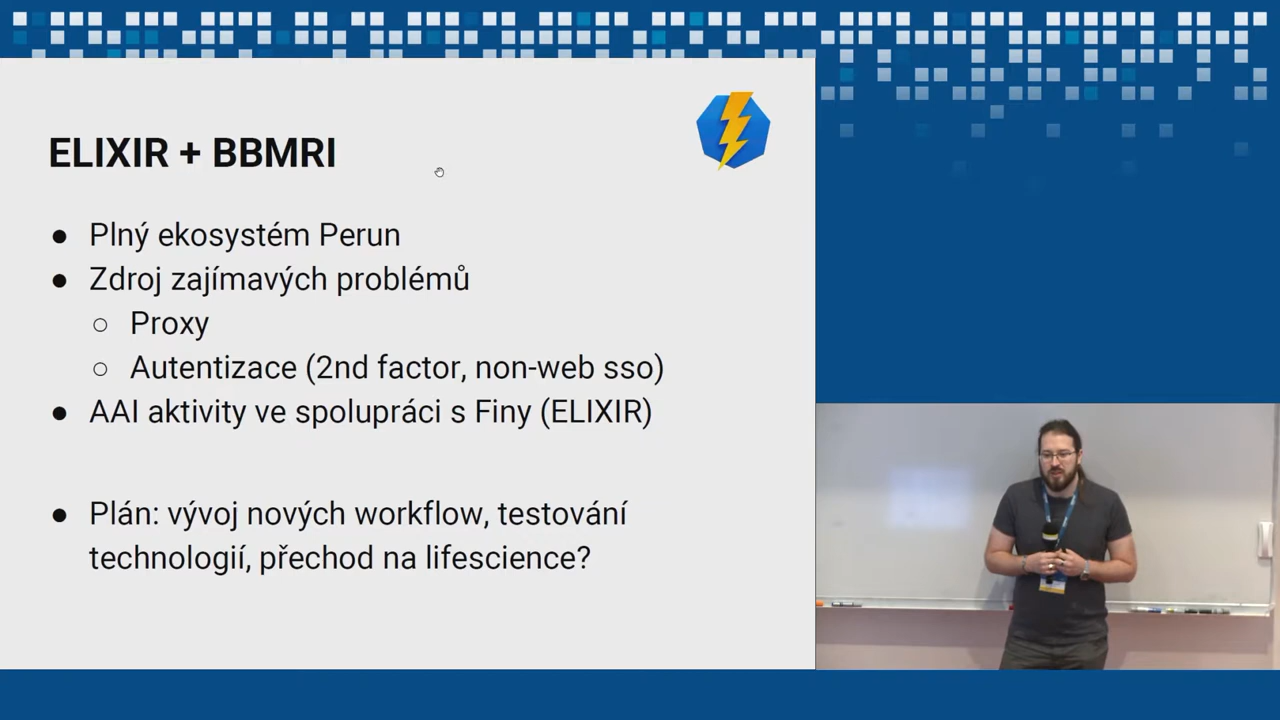 ELIXIR + BBMRI
● Plný ekosystém Perun
● Zdroj zajímavých problémů
○ Proxy
○ Autentizace (2nd factor, non-web sso)
● AAI aktivity ve spolupráci s Finy (ELIXIR)
● Plán: vývoj nových workflow, testování
technologií, přechod na lifescience?